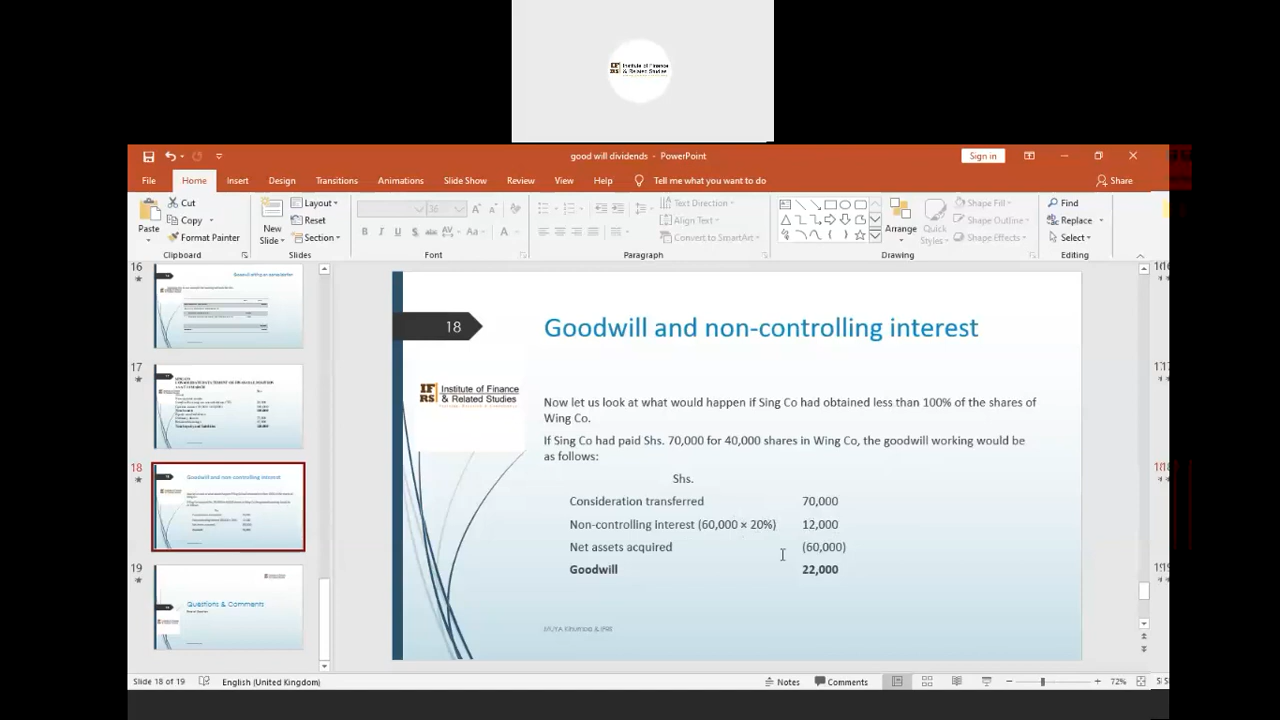 Institute of Finance
& Related Studies
good will dividends - PowerPoint
Sign in
File Home Insert Design Transitions Animations Slide Show Review View Help Tell me what you want to do Share
Paste
Cut
Copy
Format Painter
Clipboard
New
Slide
Layout
Reset
Section
Slides
36
B I U S
Font
Text Direction
Align Text
Convert to SmartArt
Paragraph
Arrange
Quick
Styles
Shape Fill
Shape Outline
Shape Effects
Drawing
Find
Replace
Select
Editing
16
17
18
Goodwill and non-controlling interest
19
Questions & Comments
18
Goodwill and non-controlling interest
IF RS Institute of Finance
& Related Studies
Now let us look at what would happen if Sing Co had obtained less than 100% of the shares of
Wing Co.
If Sing Co had paid Shs. 70,000 for 40,000 shares in Wing Co, the goodwill working would be
as follows:
Shs.
Consideration transferred 70,000
Non-controlling interest (60,000 × 20%) 12,000
Net assets acquired (60,000)
Goodwill 22,000
Slide 18 of 19 English (United Kingdom) Notes Comments 72%